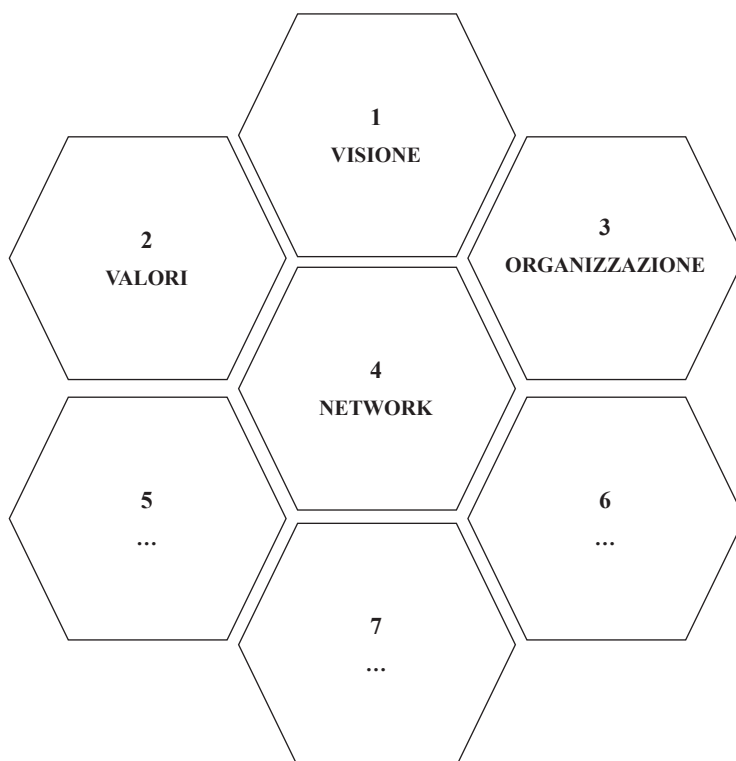 1
VISIONE
2
VALORI
3
ORGANIZZAZIONE
4
NETWORK
5
...
6
...
7
...